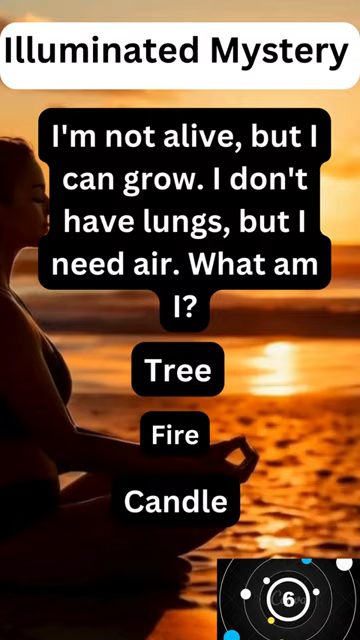 Illuminated Mystery
I'm not alive, but I
can grow. I don't
have lungs, but I
need air. What am
I?
Tree
Fire
Candle
6